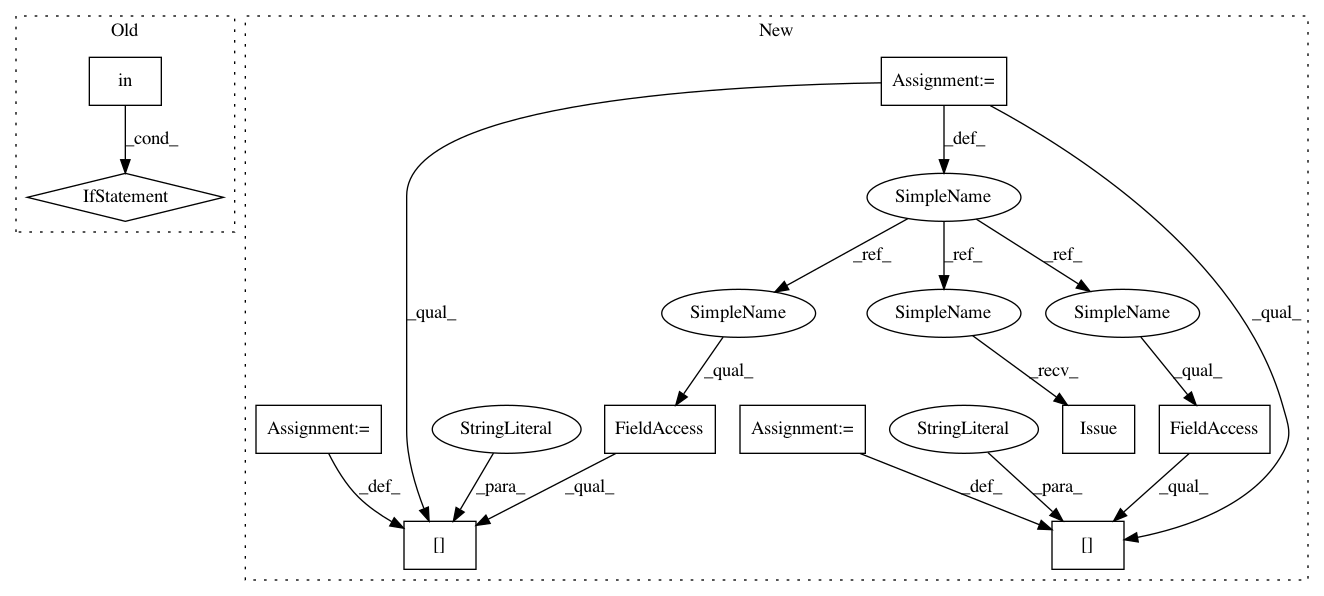 Old
New
in
Assignment:=
_cond_
_def_
IfStatement
SimpleName
_ref_
_ref_
_ref_
_qual_
SimpleName
SimpleName
SimpleName
_qual_
_qual_
_recv_
_qual_
Assignment:=
StringLiteral
FieldAccess
Assignment:=
StringLiteral
Issue
FieldAccess
_def_
_para_
_qual_
_def_
_para_
_qual_
[]
[]